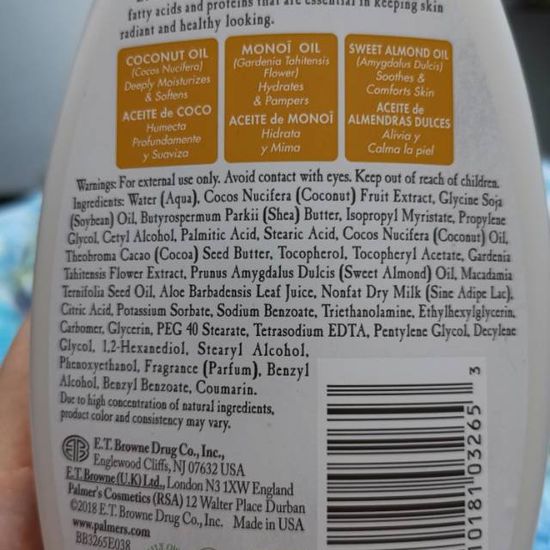 fatty acids and proteins that are essential in keeping skin
radiant and healthy looking.
COCONUT OIL
(Cocos Nucifera)
Deeply Moisturizes
& Softens
ACEITE de COCO
Humecta
Profundamente
y Suaviza
MONOÏ OIL
(Gardenia Tahitensis
Flower)
Hydrates
& Pampers
ACEITE de MONOÏ
Hidrata
y Mima
SWEET ALMOND OIL
(Amygdalus Dulcis)
Soothes &
Comforts Skin
ACEITE de
ALMENDRAS DULCES
Alivia y
Calma la piel
Warnings: For external use only. Avoid contact with eyes. Keep out of reach of children.
Ingredients: Water (Aqua), Cocos Nucifera (Coconut) Fruit Extract, Glycine Soja
(Soybean) Oil, Butyrospermum Parkii (Shea) Butter, Isopropyl Myristate, Propylene
Glycol, Cetyl Alcohol, Palmitic Acid, Stearic Acid, Cocos Nucifera (Coconut) Oil,
Theobroma Cacao (Cocoa) Seed Butter, Tocopherol, Tocopheryl Acetate, Gardenia
Tahitensis Flower Extract, Prunus Amygdalus Dulcis (Sweet Almond) Oil, Macadamia
Ternifolia Seed Oil, Aloe Barbadensis Leaf Juice, Nonfat Dry Milk (Sine Adipe Lac),
Citric Acid, Potassium Sorbate, Sodium Benzoate, Triethanolamine, Ethylhexylglycerin,
Carbomer, Glycerin, PEG 40 Stearate, Tetrasodium EDTA, Pentylene Glycol, Decylene
Glycol, 1,2-Hexanediol, Stearyl Alcohol,
Phenoxyethanol, Fragrance (Parfum), Benzyl
Alcohol, Benzyl Benzoate, Coumarin.
Due to high concentration of natural ingredients,
product color and consistency may vary.
E.T. Browne Drug Co., Inc.,
Englewood Cliffs, NJ 07632 USA
E.T. Browne (U.K) Ltd., London N3 1XW England
Palmer's Cosmetics (RSA) 12 Walter Place Durban
©2018 E.T. Browne Drug Co., Inc. Made in USA
www.palmers.com
BB3265E038
10181 03265 3